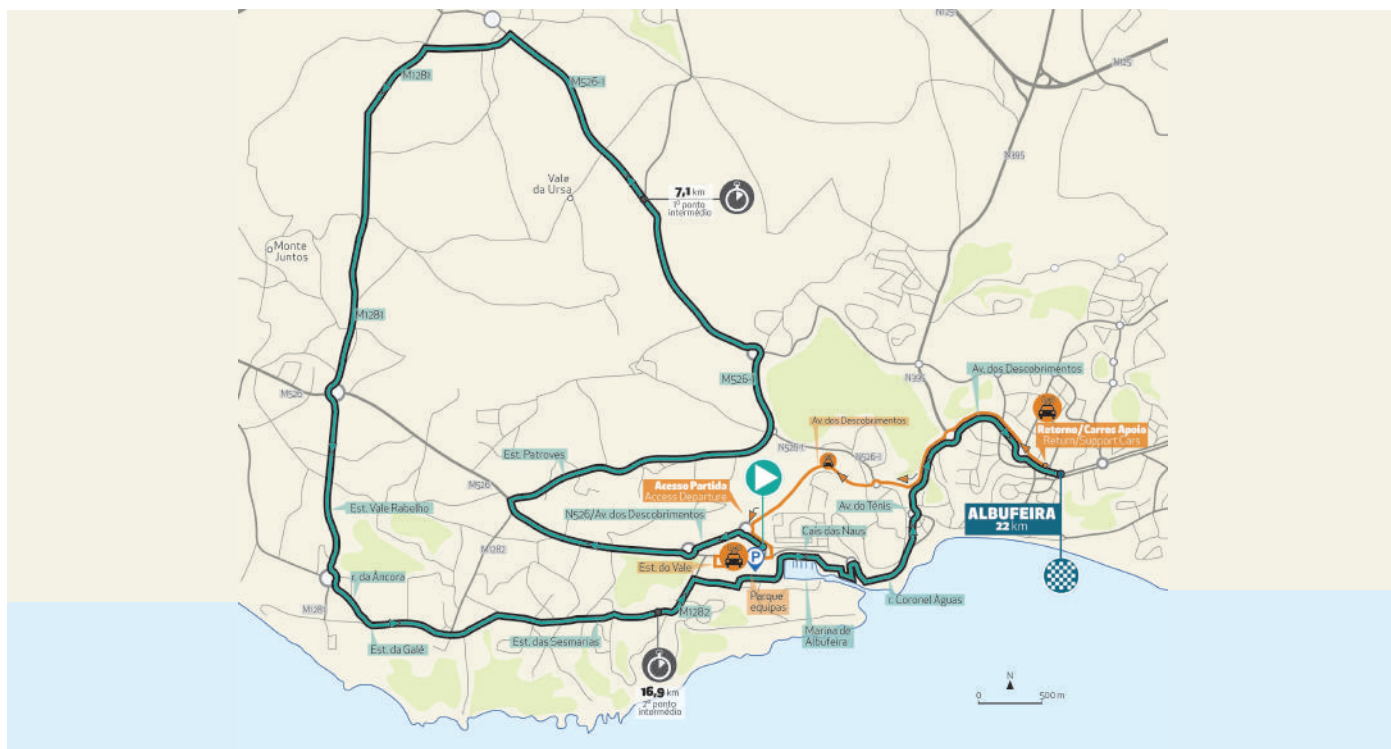 N125
N125
M1281
M526-1
N125
N395
Vale
da Ursa
7,1 km
1º ponto
intermédio
Monte
Juntos
M1281
M526-1
N395
Av. dos Descobrimentos
M526
Retorno/Carros Apoio
Return/Support Cars
Av. dos Descobrimentos
N526-1
N526-1
Est. Patroves
M526
Acesso Partida
Access Departure
Est. Vale Rabelho
N526/Av. dos Descobrimentos
Av. do Ténis
ALBUFEIRA
22 km
Cais das Naus
M1282
P
Est. do Vale
r. da Âncora
Parque
equipas
r. Coronel Águas
M1281
M1282
Est. da Galé
Est. das Sesmarias
Marina de
Albufeira
16,9 km
2º ponto
intermédio
N
0
500 m